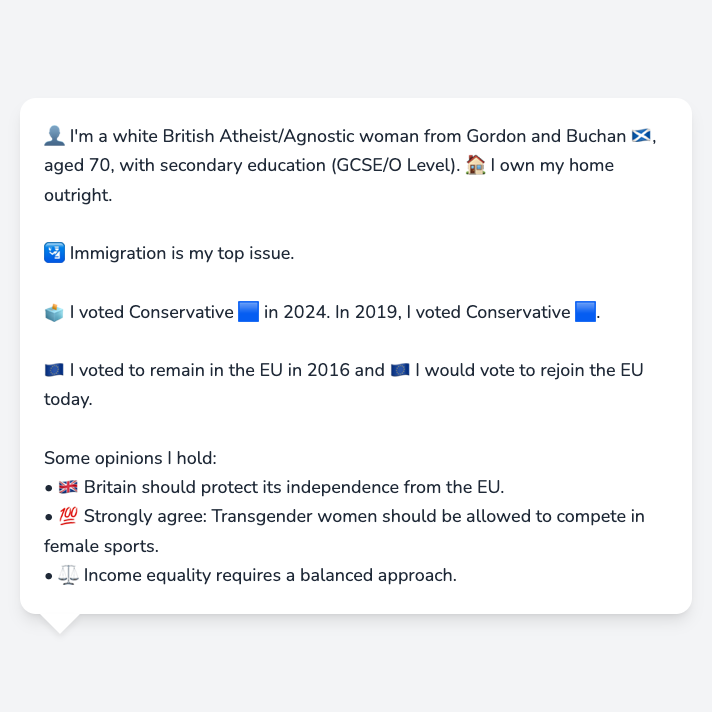 👤 I'm a white British Atheist/Agnostic woman from Gordon and Buchan 🏴󠁧󠁢󠁳󠁣󠁴󠁿,
aged 70, with secondary education (GCSE/O Level). 🏠 I own my home
outright.
🛂 Immigration is my top issue.
🗳️ I voted Conservative 🟦 in 2024. In 2019, I voted Conservative 🟦.
🇪🇺 I voted to remain in the EU in 2016 and 🇪🇺 I would vote to rejoin the EU
today.
Some opinions I hold:
• 🇬🇧 Britain should protect its independence from the EU.
• 💯 Strongly agree: Transgender women should be allowed to compete in
female sports.
• ⚖️ Income equality requires a balanced approach.